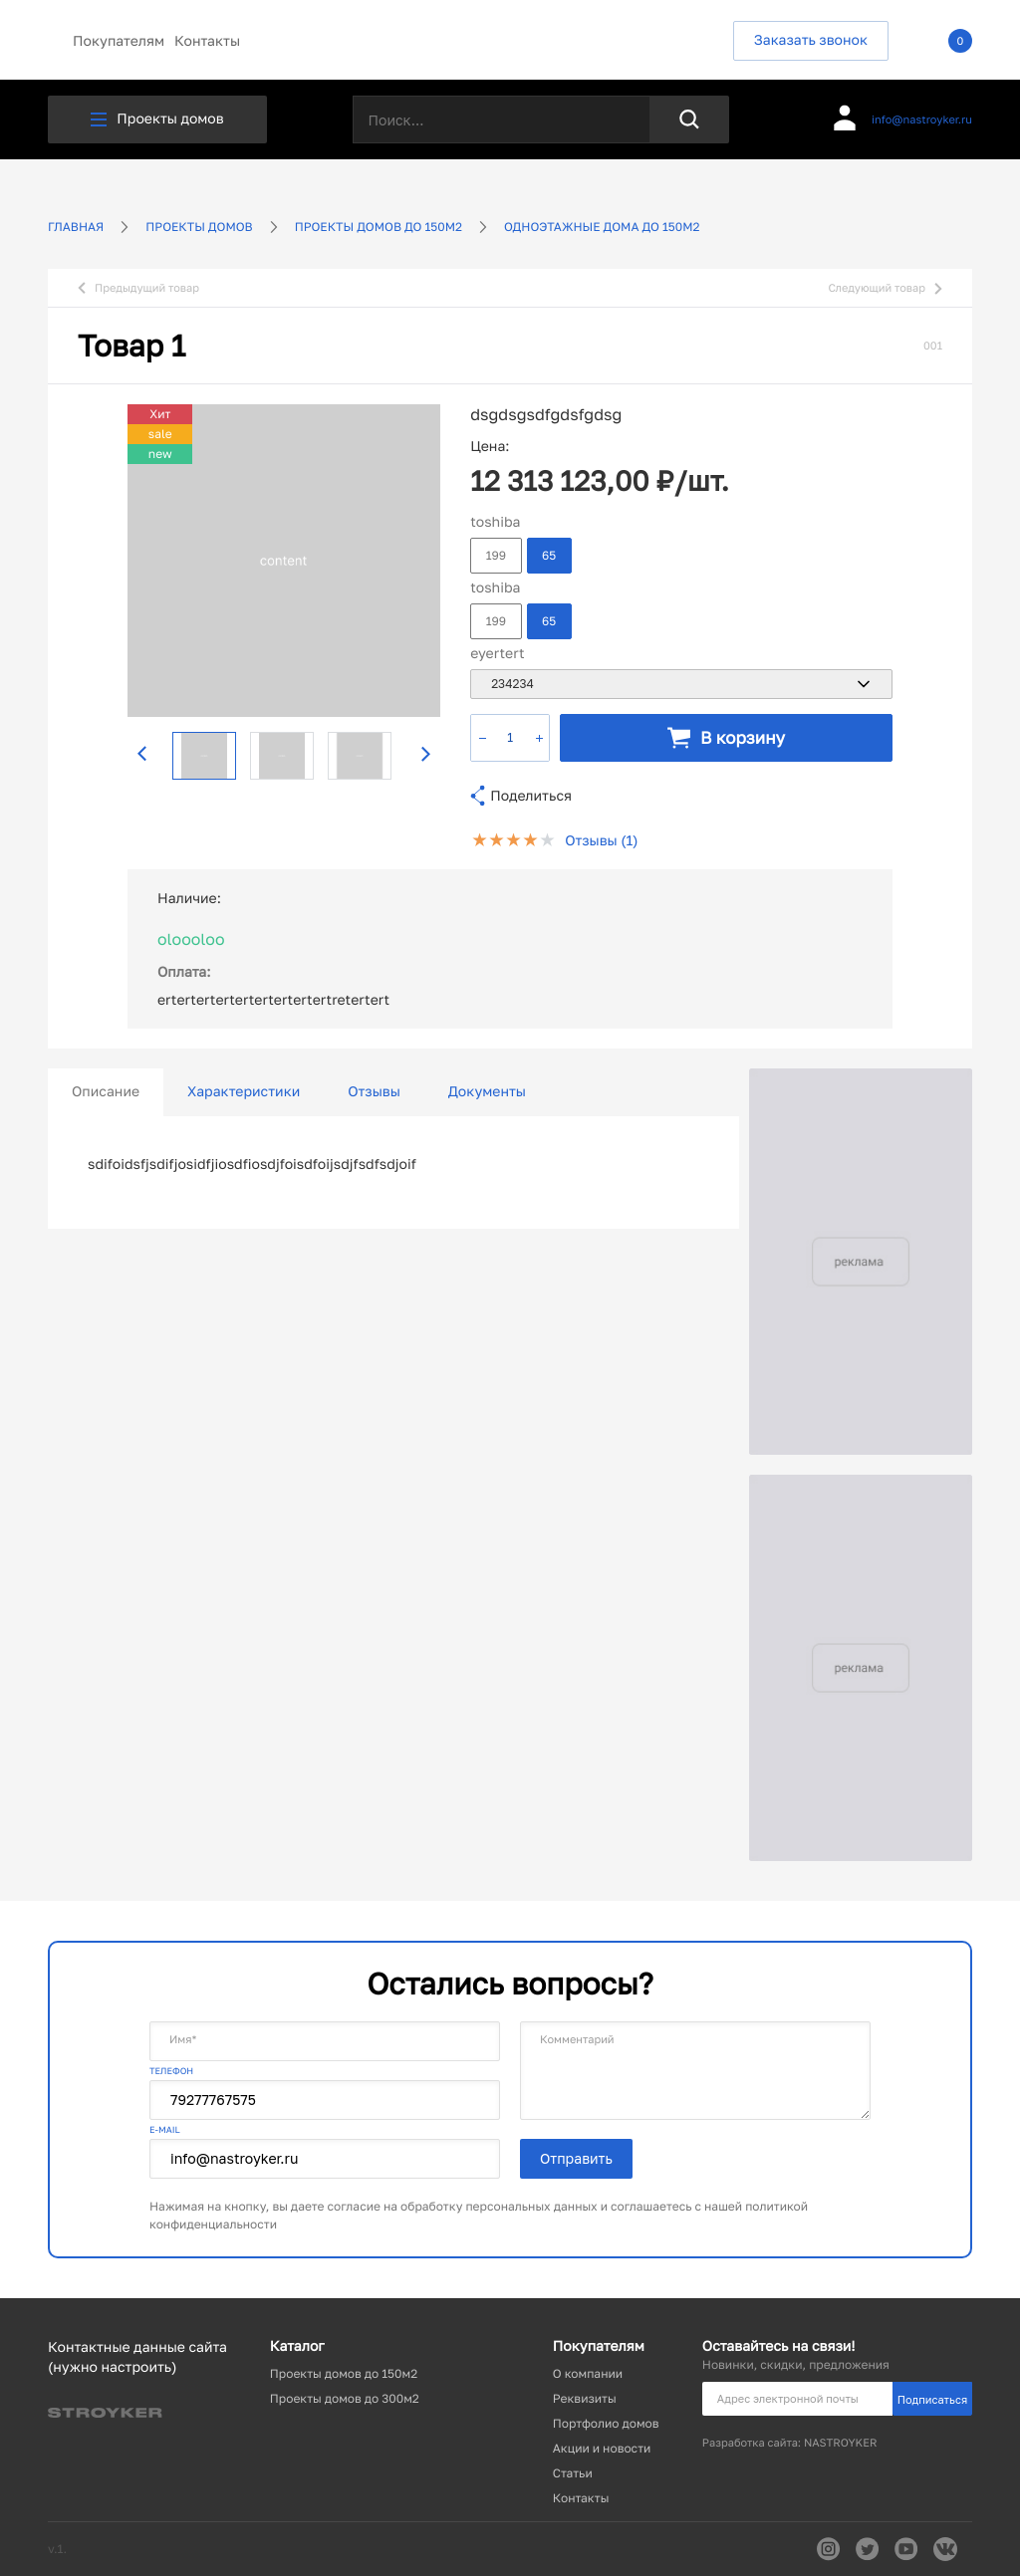 Покупателям Контакты
Заказать звонок
0
Проекты домов
Поиск...
info@nastroyker.ru
ГЛАВНАЯ
ПРОЕКТЫ ДОМОВ
ПРОЕКТЫ ДОМОВ ДО 150М2
ОДНОЭТАЖНЫЕ ДОМА ДО 150М2
Предыдущий товар
Следующий товар
Товар 1
001
Хит
sale
new
content
dsgdsgsdfgdsfgdsg
Цена:
12 313 123,00 ₽/шт.
toshiba
199
65
toshiba
199
65
eyertert
234234
− 1 +
В корзину
Поделиться
Отзывы (1)
Наличие:
oloooloo
Оплата:
ertertertertertertertertretertert
Описание
Характеристики
Отзывы
Документы
sdifoidsfjsdifjosidfjiosdfiosdjfoisdfoijsdjfsdfsdjoif
реклама
реклама
Остались вопросы?
Имя*
Комментарий
ТЕЛЕФОН
79277767575
E-MAIL
info@nastroyker.ru
Отправить
Нажимая на кнопку, вы даете согласие на обработку персональных данных и соглашаетесь с нашей политикой
конфиденциальности
Контактные данные сайта
(нужно настроить)
STROYKER
Каталог
Проекты домов до 150м2
Проекты домов до 300м2
Покупателям
О компании
Реквизиты
Портфолио домов
Акции и новости
Статьи
Контакты
Оставайтесь на связи!
Новинки, скидки, предложения
Адрес электронной почты
Подписаться
Разработка сайта: NASTROYKER
v.1.